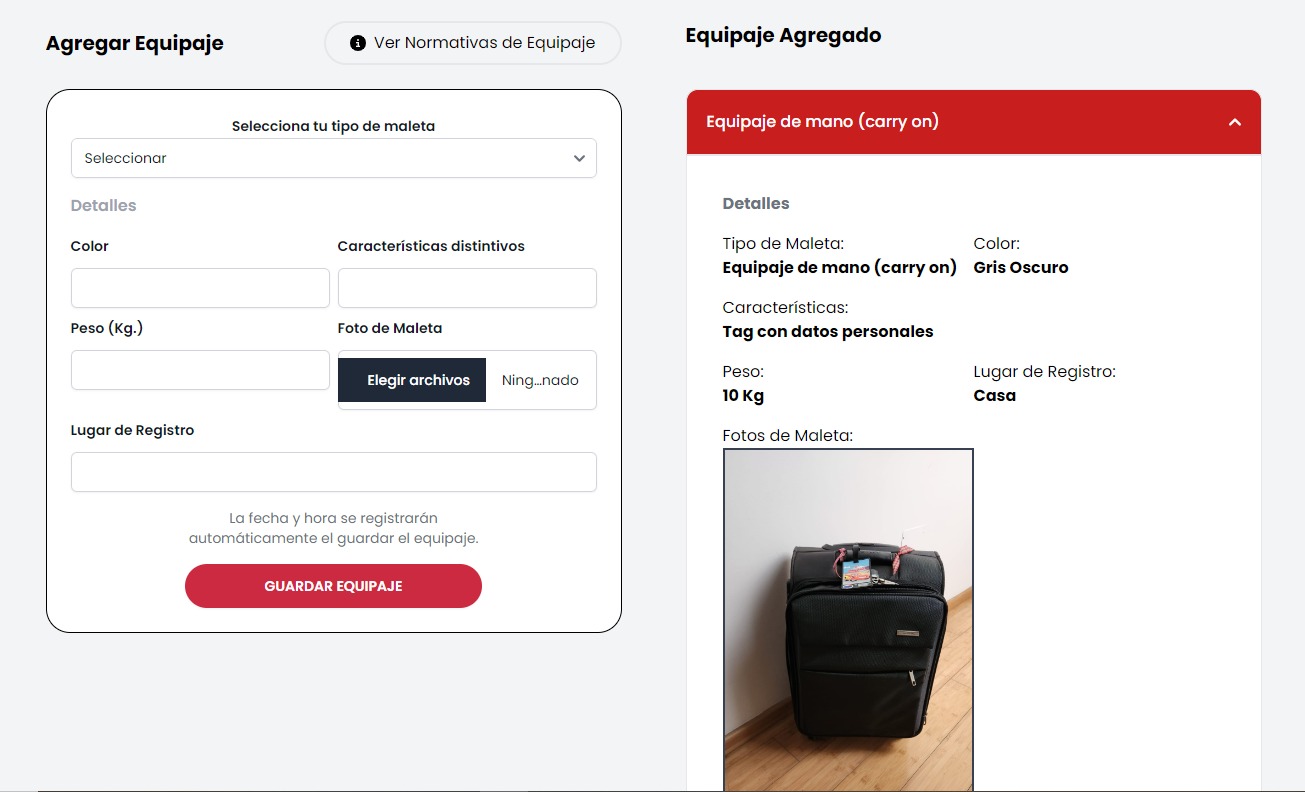 Agregar Equipaje
Ver Normativas de Equipaje
Selecciona tu tipo de maleta
Seleccionar
Detalles
Color
Características distintivos
Peso (Kg.)
Foto de Maleta
Elegir archivos
Ning...nado
Lugar de Registro
La fecha y hora se registrarán
automáticamente el guardar el equipaje.
GUARDAR EQUIPAJE
Equipaje Agregado
Equipaje de mano (carry on)
Detalles
Tipo de Maleta:
Equipaje de mano (carry on)
Color:
Gris Oscuro
Características:
Tag con datos personales
Peso:
10 Kg
Lugar de Registro:
Casa
Fotos de Maleta: